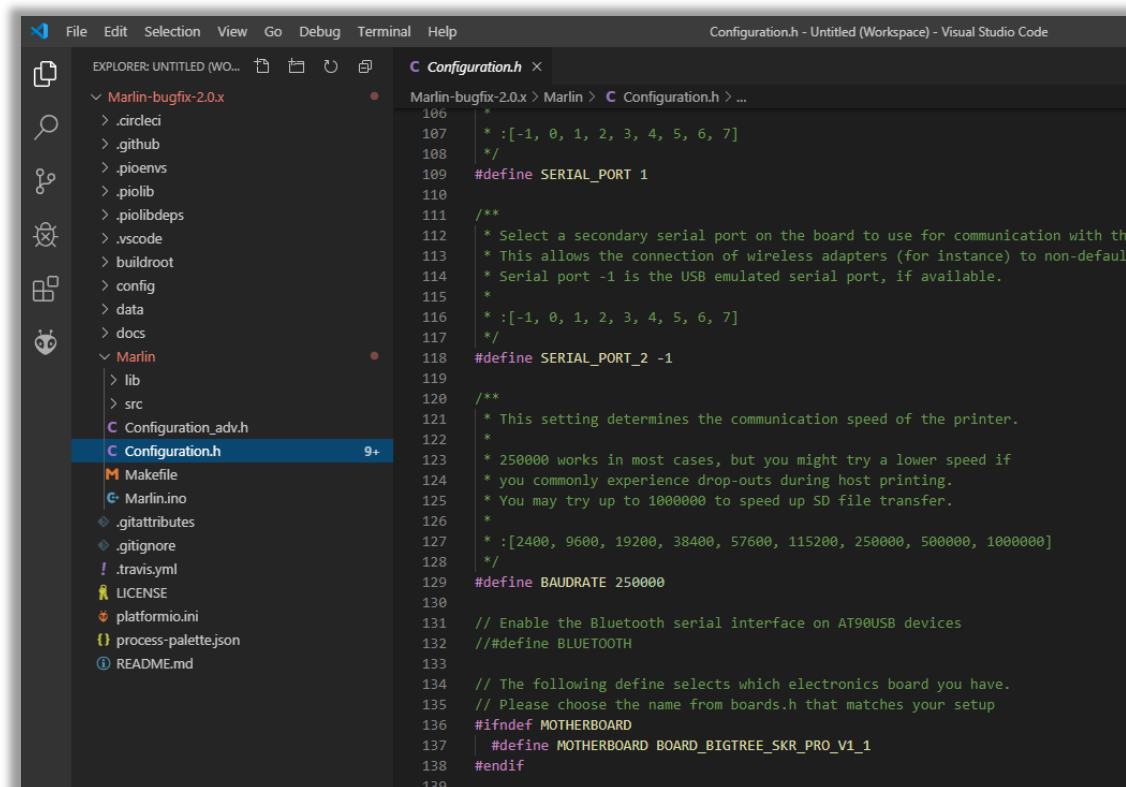 File Edit Selection View Go Debug Terminal Help
Configuration.h - Untitled (Workspace) - Visual Studio Code
EXPLORER: UNTITLED (WO...
Marlin-bugfix-2.0.x
.circleci
.github
.pioenvs
.piolib
.piolibdeps
.vscode
buildroot
config
data
docs
Marlin
lib
src
C Configuration_adv.h
C Configuration.h 9+
M Makefile
C+ Marlin.ino
.gitattributes
.gitignore
! .travis.yml
LICENSE
platformio.ini
{} process-palette.json
README.md
C Configuration.h ×
Marlin-bugfix-2.0.x > Marlin > C Configuration.h > ...
106 *
107 * :[-1, 0, 1, 2, 3, 4, 5, 6, 7]
108 */
109 #define SERIAL_PORT 1
110
111 /**
112 * Select a secondary serial port on the board to use for communication with th
113 * This allows the connection of wireless adapters (for instance) to non-defaul
114 * Serial port -1 is the USB emulated serial port, if available.
115 *
116 * :[-1, 0, 1, 2, 3, 4, 5, 6, 7]
117 */
118 #define SERIAL_PORT_2 -1
119
120 /**
121 * This setting determines the communication speed of the printer.
122 *
123 * 250000 works in most cases, but you might try a lower speed if
124 * you commonly experience drop-outs during host printing.
125 * You may try up to 1000000 to speed up SD file transfer.
126 *
127 * :[2400, 9600, 19200, 38400, 57600, 115200, 250000, 500000, 1000000]
128 */
129 #define BAUDRATE 250000
130
131 // Enable the Bluetooth serial interface on AT90USB devices
132 //#define BLUETOOTH
133
134 // The following define selects which electronics board you have.
135 // Please choose the name from boards.h that matches your setup
136 #ifndef MOTHERBOARD
137 #define MOTHERBOARD BOARD_BIGTREE_SKR_PRO_V1_1
138 #endif
139